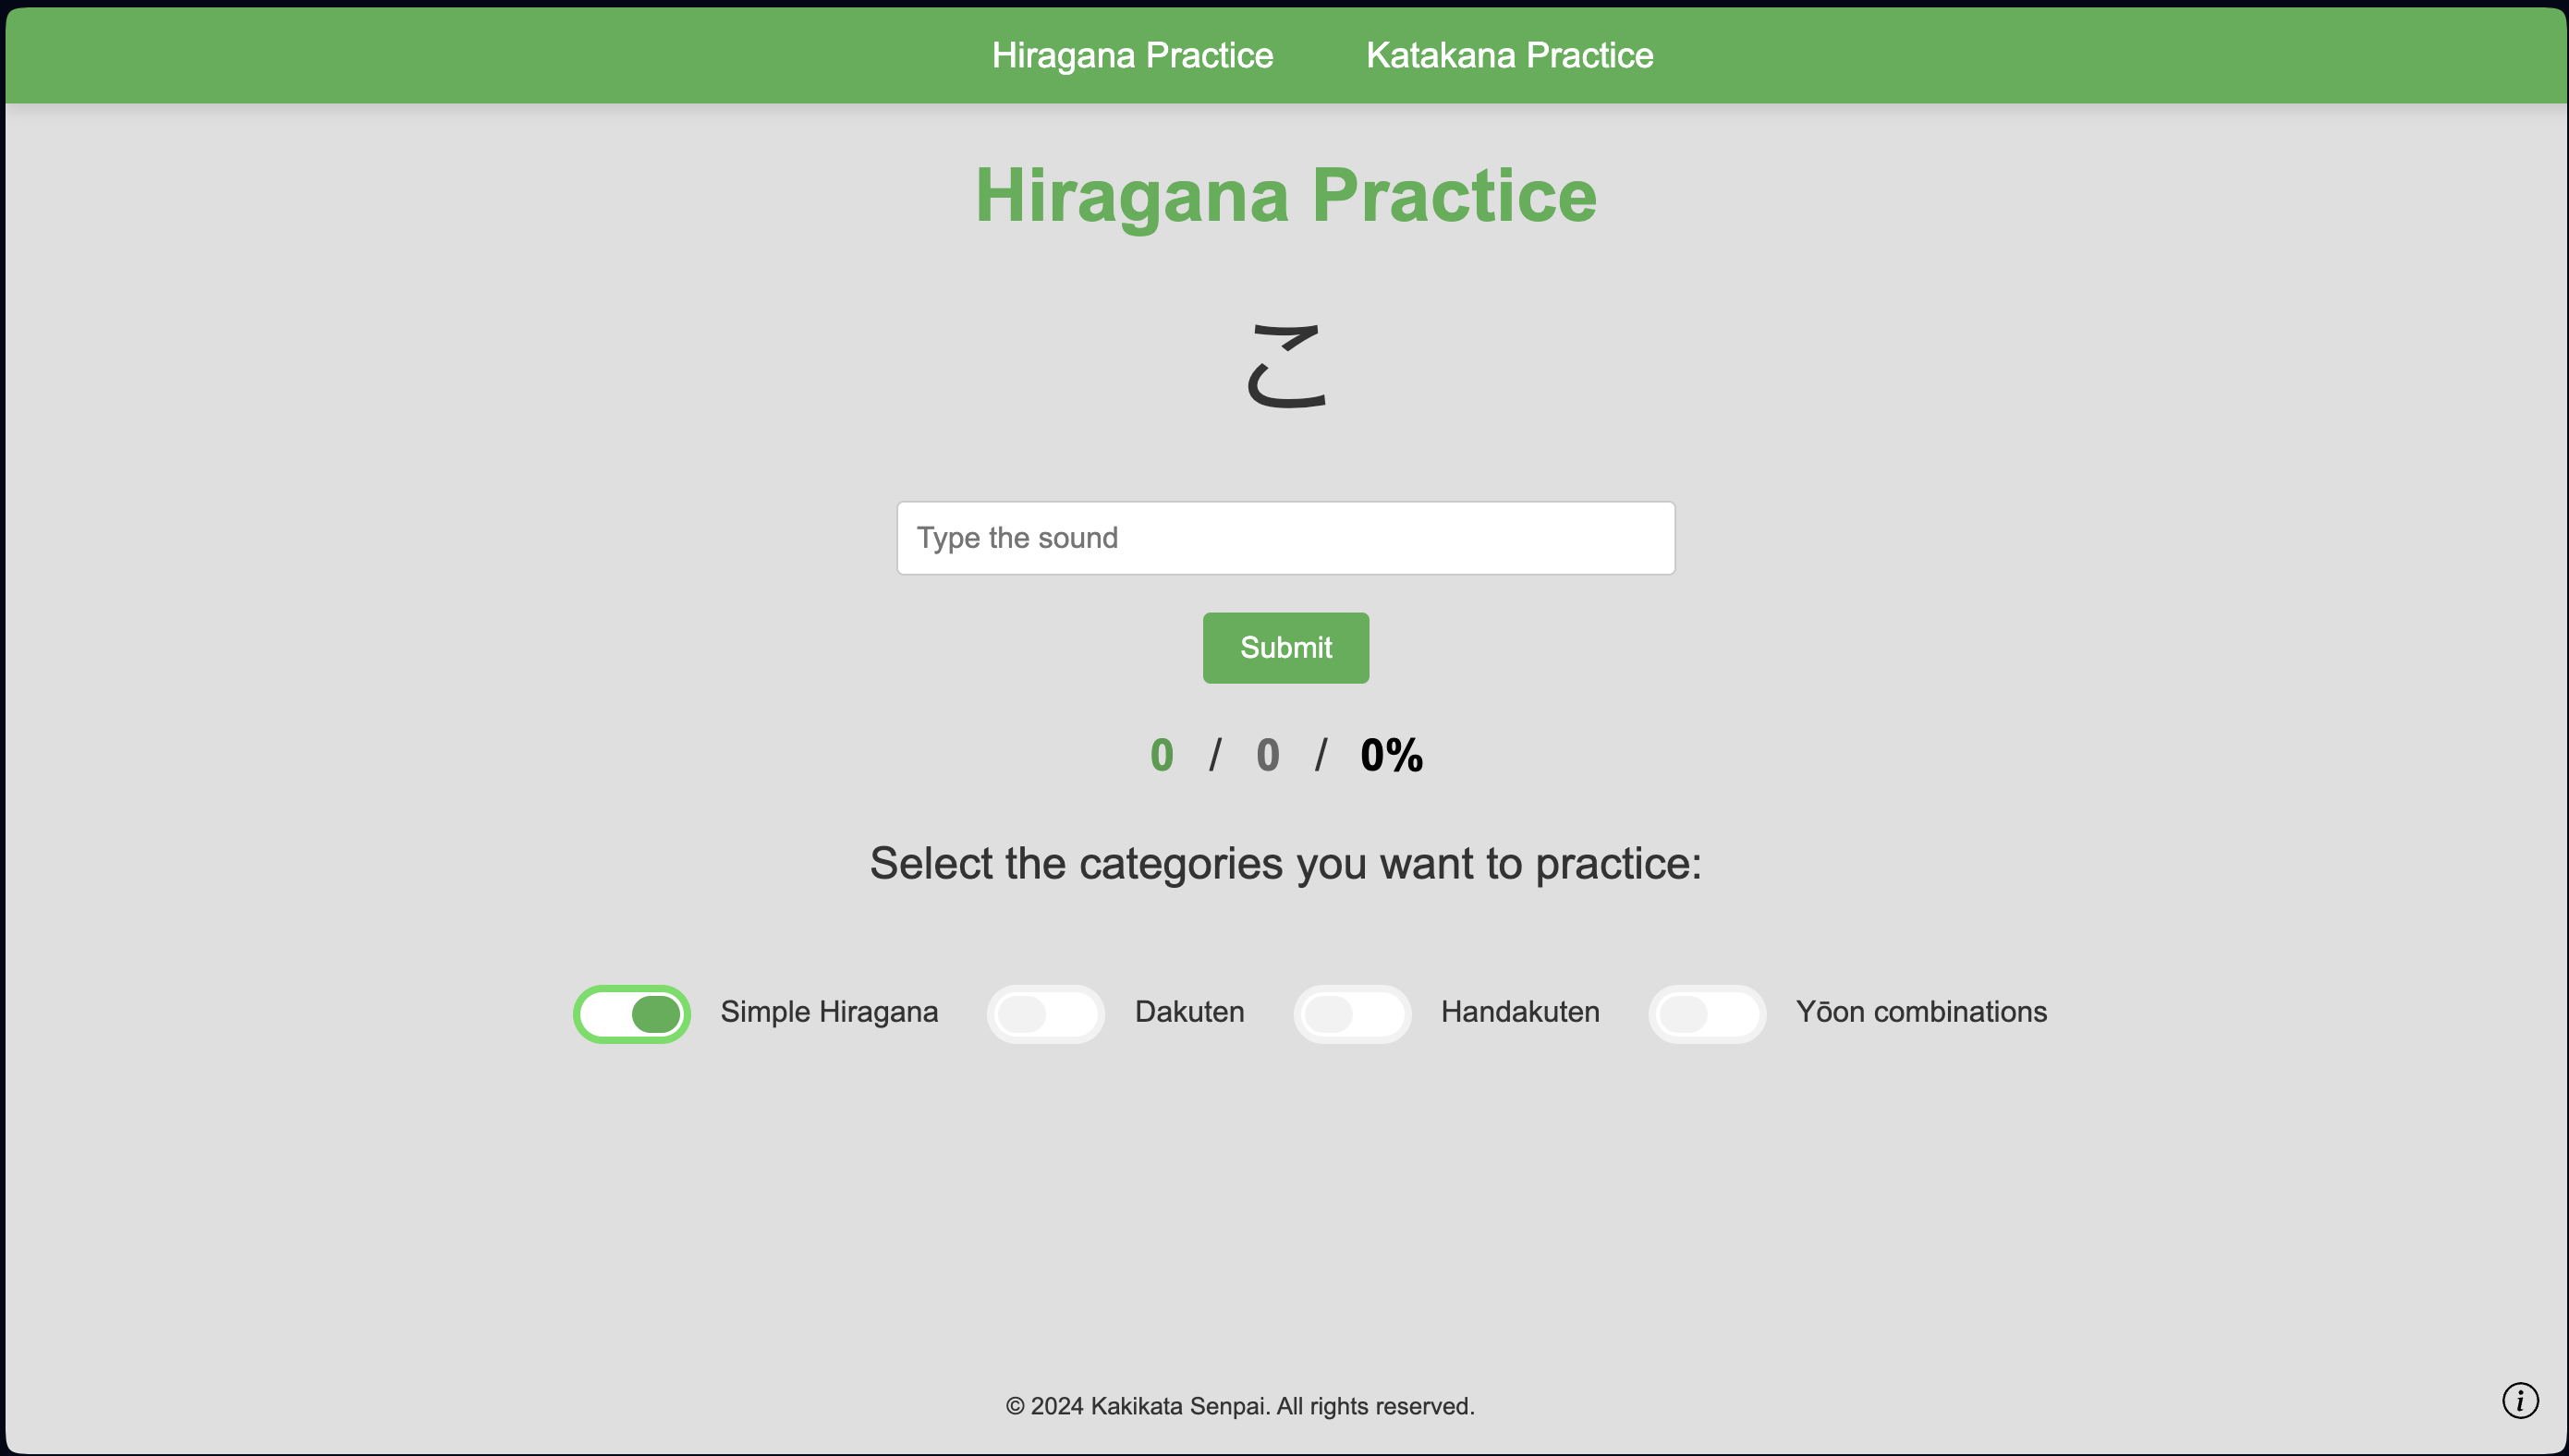 Hiragana Practice Katakana Practice
Hiragana Practice
こ
Type the sound
Submit
0 / 0 / 0%
Select the categories you want to practice:
Simple Hiragana Dakuten Handakuten Yōon combinations
© 2024 Kakikata Senpai. All rights reserved.
i